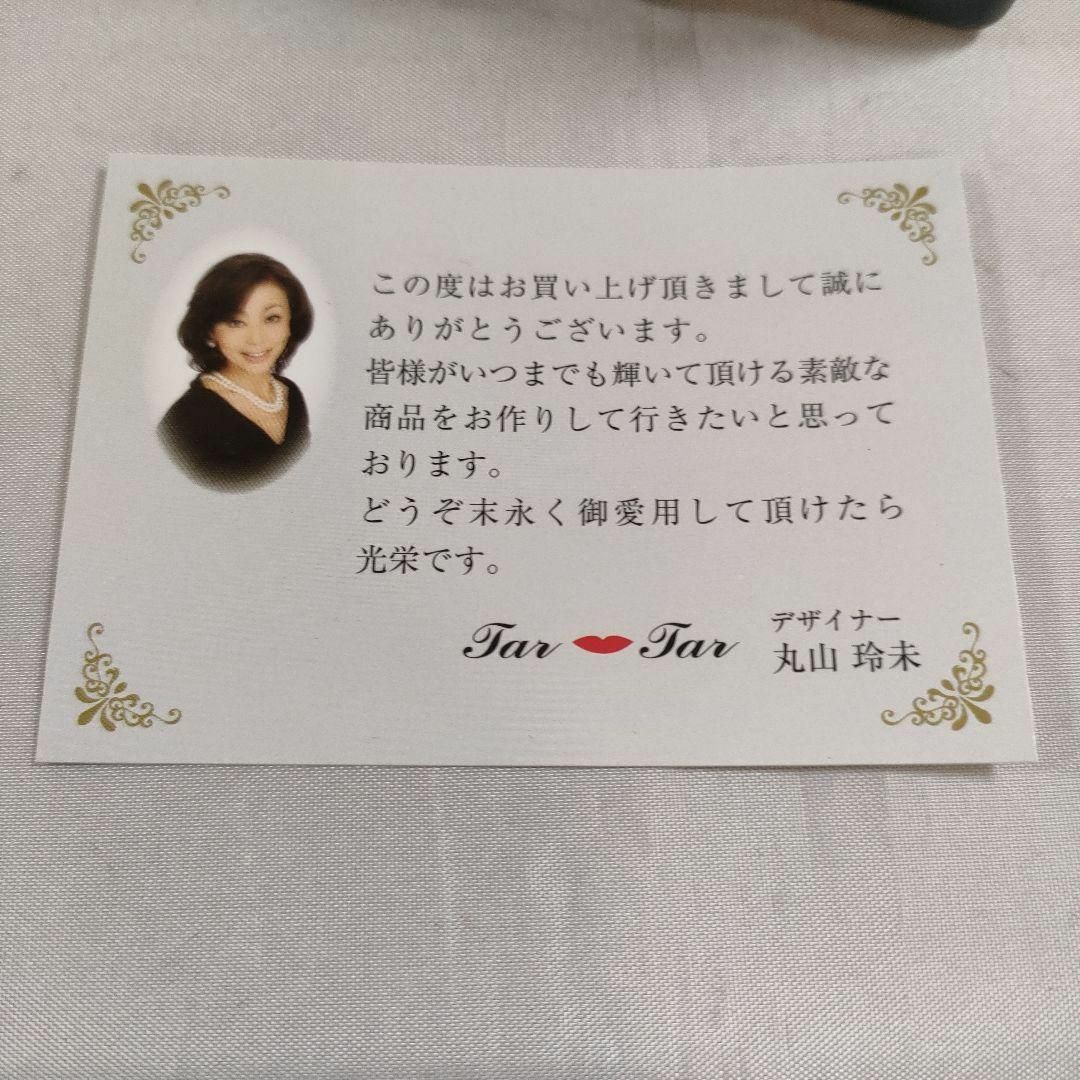 この度はお買い上げ頂きまして誠に
ありがとうございます。
皆様がいつまでも輝いて頂ける素敵な
商品をお作りして行きたいと思って
おります。
どうぞ末永く御愛用して頂けたら
光栄です。
Tar Tar
デザイナー
丸山 玲未